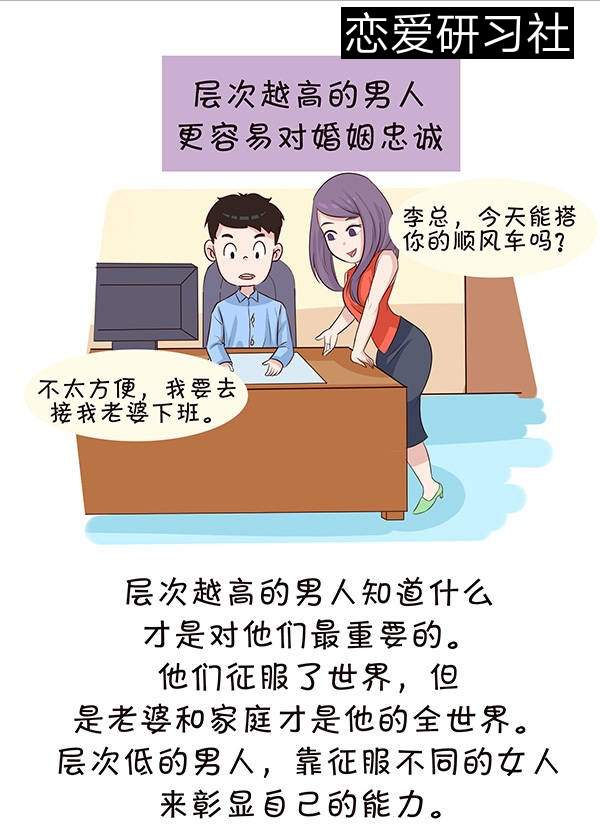 恋爱研习社
层次越高的男人
更容易对婚姻忠诚
李总，今天能搭
你的顺风车吗？
不太方便，我要去
接我老婆下班。
层次越高的男人知道什么
才是对他们最重要的。
他们征服了世界，但
是老婆和家庭才是他的全世界。
层次低的男人，靠征服不同的女人
来彰显自己的能力。